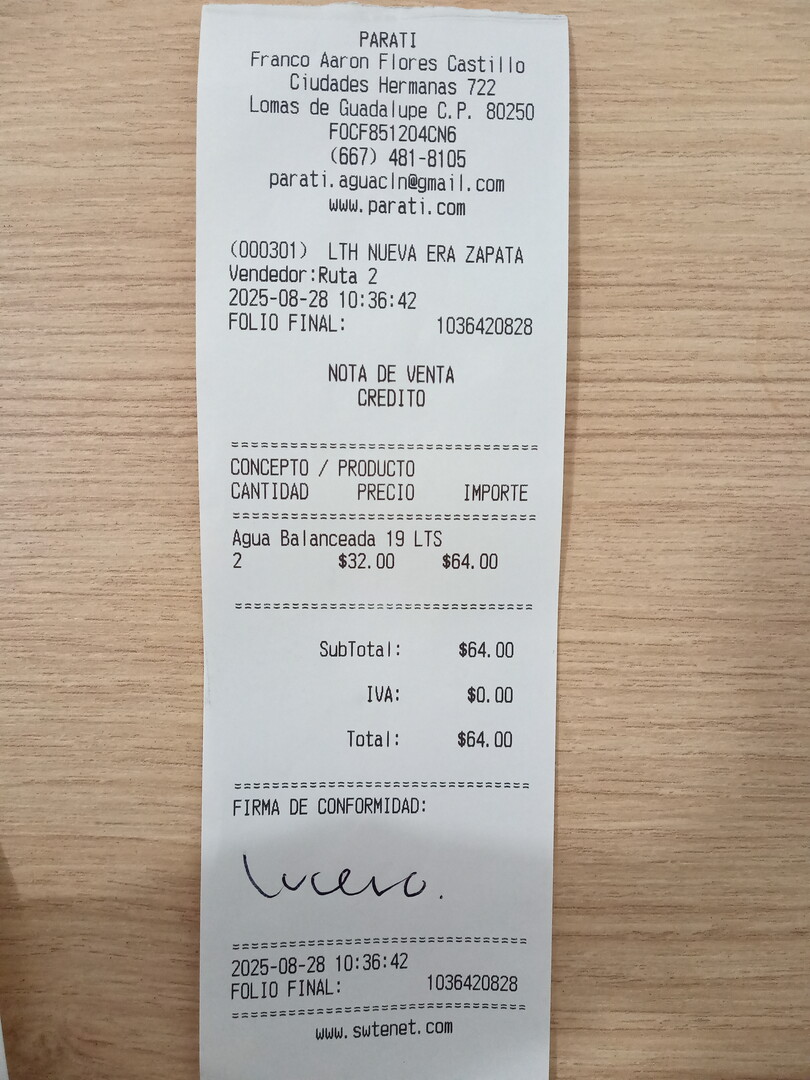 PARATI
Franco Aaron Flores Castillo
Ciudades Hermanas 722
Lomas de Guadalupe C.P. 80250
FOCF851204CN6
(667) 481-8105
parati.aguacln@gmail.com
www.parati.com
(000301) LTH NUEVA ERA ZAPATA
Vendedor:Ruta 2
2025-08-28 10:36:42
FOLIO FINAL: 1036420828
NOTA DE VENTA
CREDITO
================================
CONCEPTO / PRODUCTO
CANTIDAD PRECIO IMPORTE
================================
Agua Balanceada 19 LTS
2 $32.00 $64.00
================================
SubTotal: $64.00
IVA: $0.00
Total: $64.00
================================
FIRMA DE CONFORMIDAD:
Lucero.
================================
2025-08-28 10:36:42
FOLIO FINAL: 1036420828
================================
www.swtenet.com